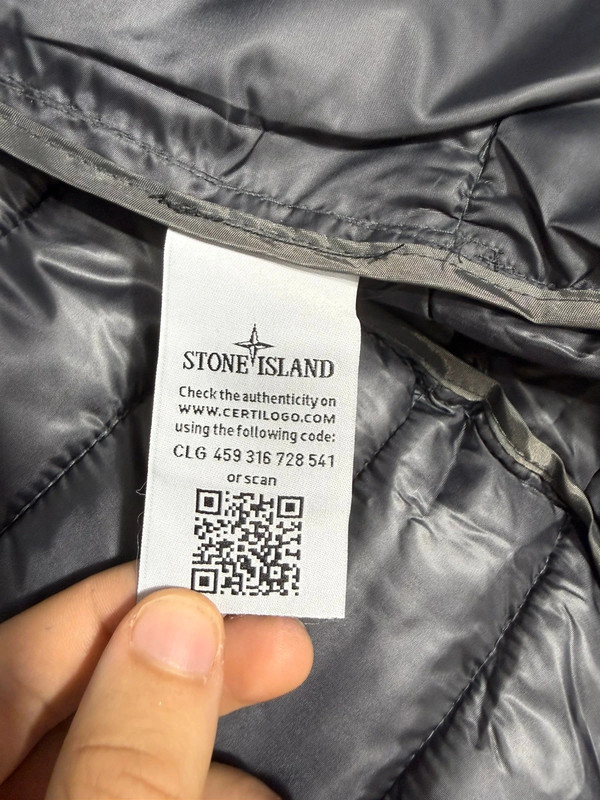 STONE ISLAND
Check the authenticity on
WWW.CERTILOGO.COM
using the following code:
CLG 459 316 728 541
or scan